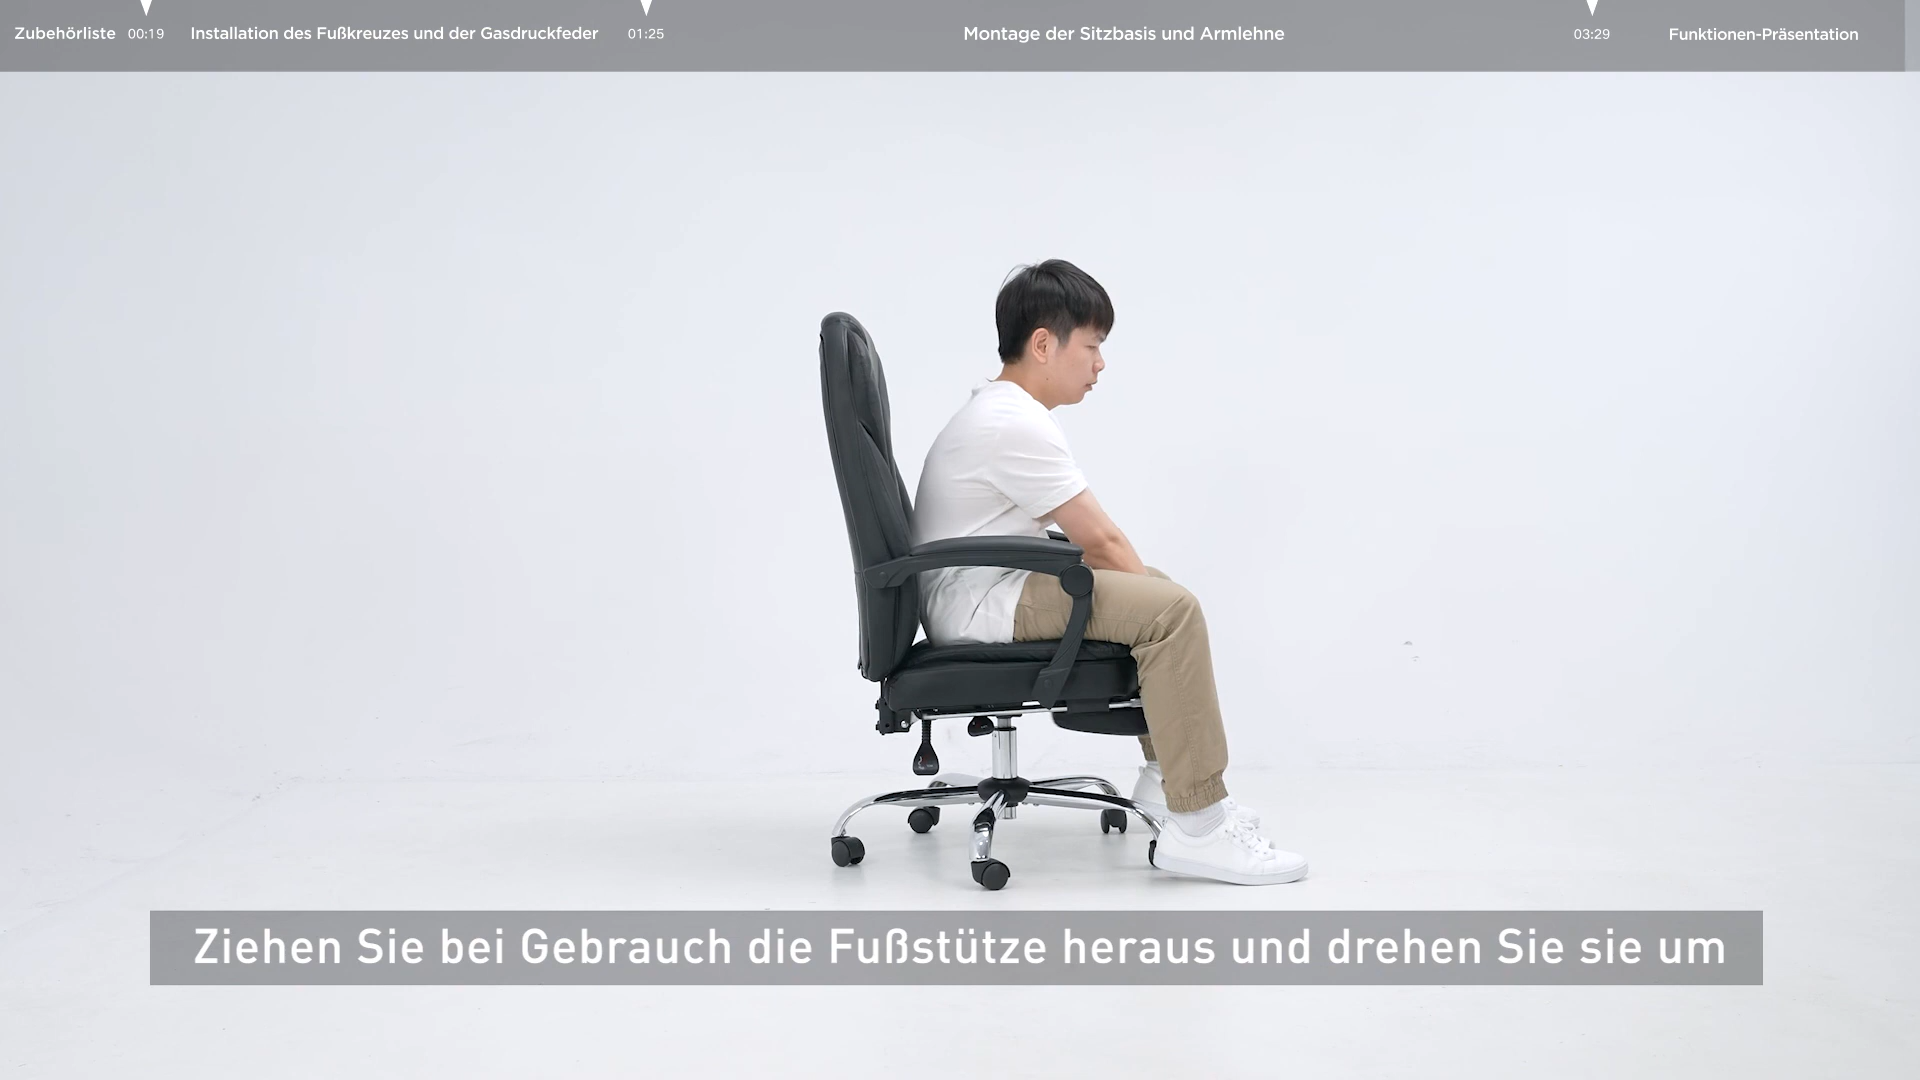 Zubehörliste 00:19 Installation des Fußkreuzes und der Gasdruckfeder 01:25 Montage der Sitzbasis und Armlehne 03:29 Funktionen-Präsentation
Ziehen Sie bei Gebrauch die Fußstütze heraus und drehen Sie sie um